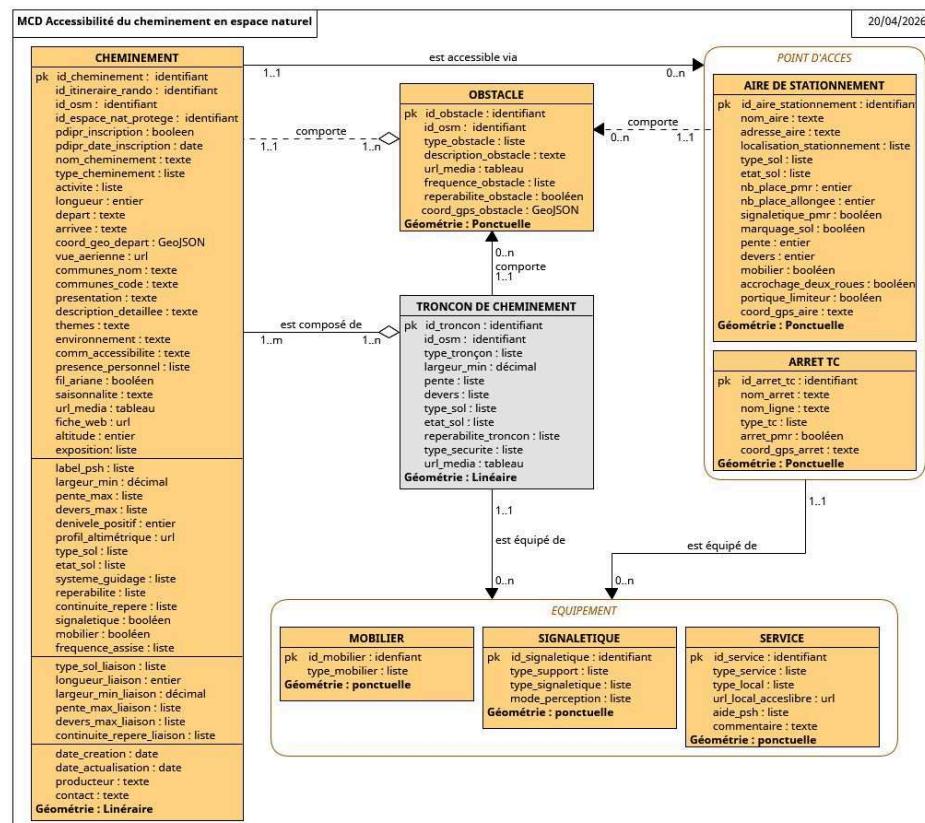 MCD Accessibilité du cheminement en espace naturel
20/04/2026
CHEMINEMENT
pk id_cheminement : identifiant
id_itineraire_rando : identifiant
id_osm : identifiant
id_espace_nat_protege : identifiant
pdipr_inscription : booleen
pdipr_date_inscription : date
nom_cheminement : texte
type_cheminement : liste
activite : liste
longueur : entier
depart : texte
arrivee : texte
coord_geo_depart : GeoJSON
vue_aerienne : url
communes_nom : texte
communes_code : texte
presentation : texte
description_detaillee : texte
themes : texte
environnement : texte
comm_accessibilite : texte
presence_personnel : liste
fil_ariane : booléen
saisonnalite : texte
url_media : tableau
fiche_web : url
altitude : entier
exposition: liste
label_psh : liste
largeur_min : décimal
pente_max : liste
devers_max : liste
denivele_positif : entier
profil_altimétrique : url
type_sol : liste
etat_sol : liste
systeme_guidage : liste
reperabilite : liste
continuite_repere : liste
signaletique : booléen
mobilier : booléen
frequence_assise : liste
type_sol_liaison : liste
longueur_liaison : entier
largeur_min_liaison : décimal
pente_max_liaison : liste
devers_max_liaison : liste
continuite_repere_liaison : liste
date_creation : date
date_actualisation : date
producteur : texte
contact : texte
Géométrie : Linéraire
est accessible via
1..1
0..n
comporte
1..1
1..n
OBSTACLE
pk id_obstacle : identifiant
id_osm : identifiant
type_obstacle : liste
description_obstacle : texte
url_media : tableau
frequence_obstacle : liste
reperabilite_obstacle : booléen
coord_gps_obstacle : GeoJSON
Géométrie : Ponctuelle
comporte
0..n
1..1
0..n
comporte
1..1
est composé de
1..m
1..n
TRONCON DE CHEMINEMENT
pk id_troncon : identifiant
id_osm : identifiant
type_tronçon : liste
largeur_min : décimal
pente : liste
devers : liste
type_sol : liste
etat_sol : liste
reperabilite_troncon : liste
type_securite : liste
url_media : tableau
Géométrie : Linéaire
POINT D'ACCES
AIRE DE STATIONNEMENT
pk id_aire_stationnement : identifiant
nom_aire : texte
adresse_aire : texte
localisation_stationnement : liste
type_sol : liste
etat_sol : liste
nb_place_pmr : entier
nb_place_allongee : entier
signaletique_pmr : booléen
marquage_sol : booléen
pente : entier
devers : entier
mobilier : booléen
accrochage_deux_roues : booléen
portique_limiteur : booléen
coord_gps_aire : texte
Géométrie : Ponctuelle
ARRET TC
pk id_arret_tc : identifiant
nom_arret : texte
nom_ligne : texte
type_tc : liste
arret_pmr : booléen
coord_gps_arret : texte
Géométrie : Ponctuelle
1..1
est équipé de
0..n
1..1
est équipé de
0..n
EQUIPEMENT
MOBILIER
pk id_mobilier : idenfiant
type_mobilier : liste
Géométrie : ponctuelle
SIGNALETIQUE
pk id_signaletique : identifiant
type_support : liste
type_signaletique : liste
mode_perception : liste
Géométrie : ponctuelle
SERVICE
pk id_service : identifiant
type_service : liste
type_local : liste
url_local_acceslibre : url
aide_psh : liste
commentaire : texte
Géométrie : ponctuelle